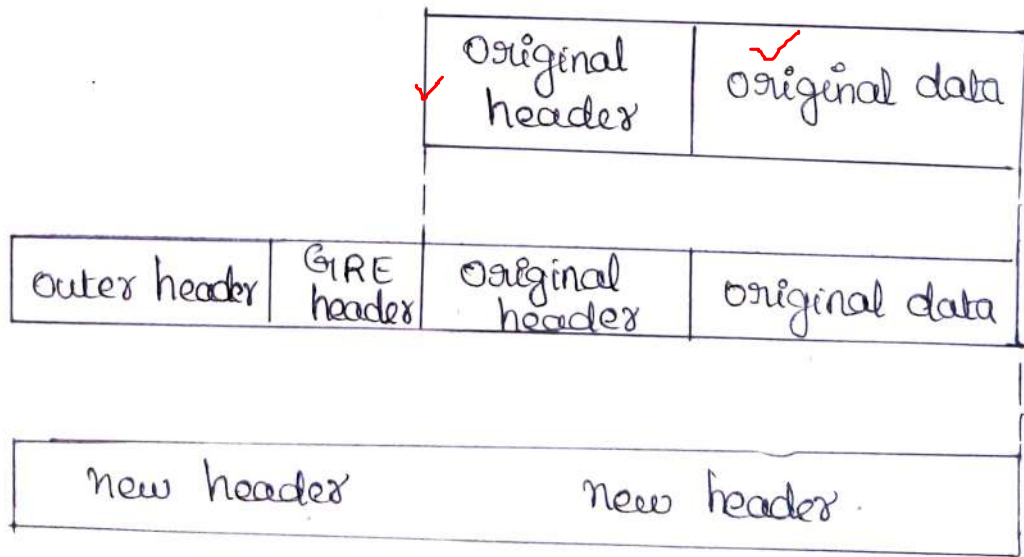 original
header
original data
outer header
GRE
header
original
header
original data
new header
new header.